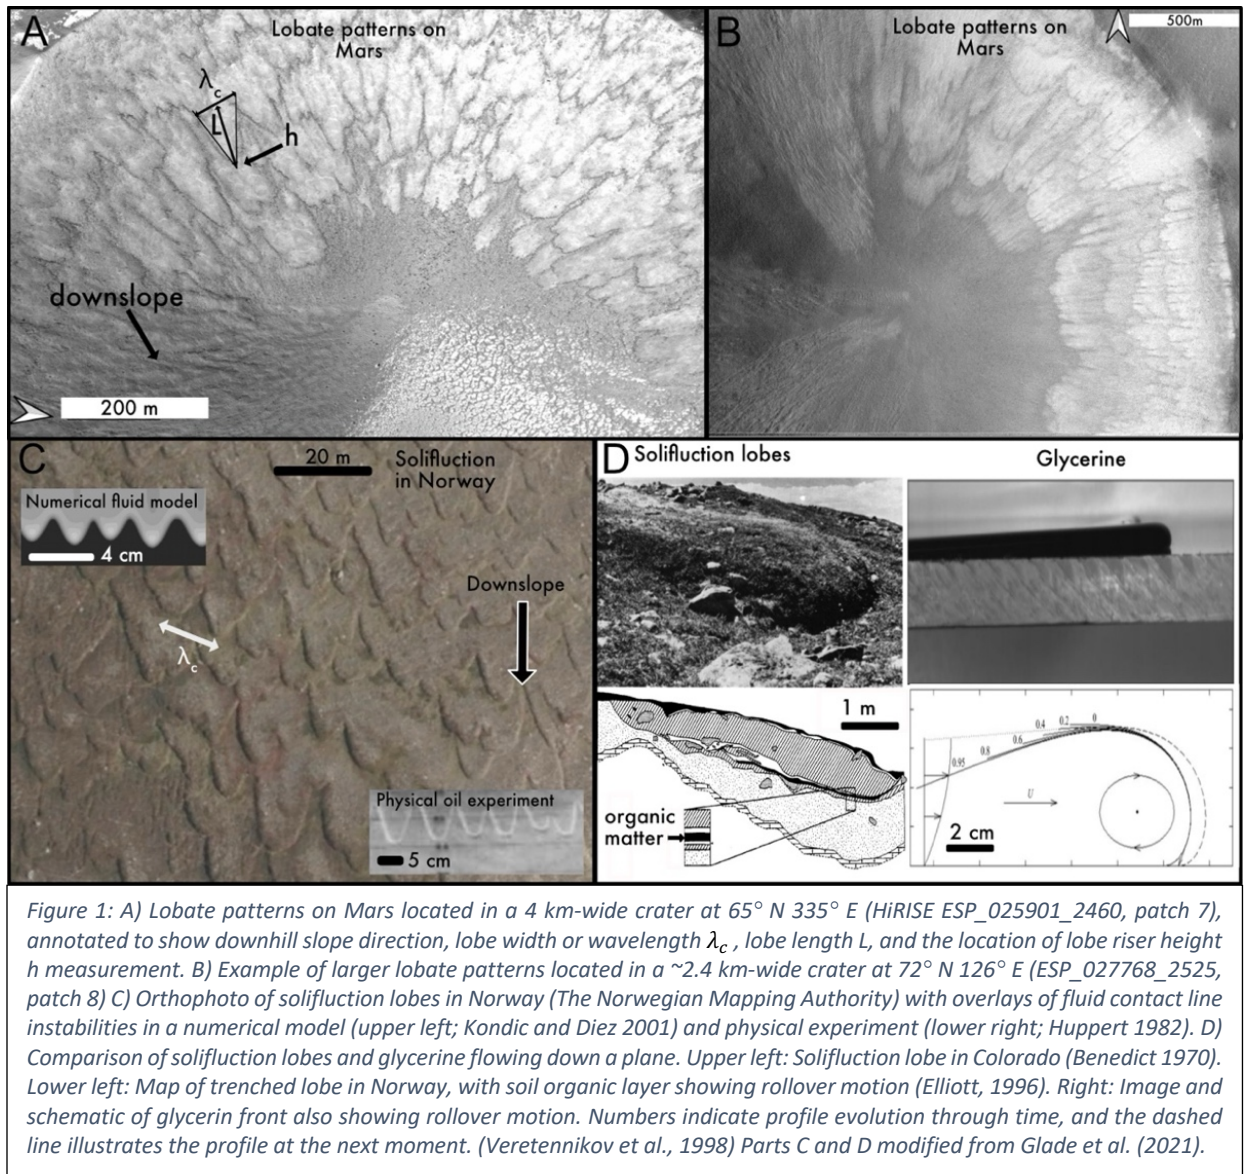 A
Lobate patterns on
Mars
λc
L
h
downslope
200 m
B
Lobate patterns on
Mars
500m
C
20 m
Solifluction
in Norway
Numerical fluid model
4 cm
Downslope
λc
Physical oil experiment
5 cm
D
Solifluction lobes
Glycerine
1 m
organic
matter
0.95
0.8
0.6
0.4
0.2
0
U
2 cm
Figure 1: A) Lobate patterns on Mars located in a 4 km-wide crater at 65° N 335° E (HiRISE ESP_025901_2460, patch 7),
annotated to show downhill slope direction, lobe width or wavelength λc , lobe length L, and the location of lobe riser height
h measurement. B) Example of larger lobate patterns located in a ~2.4 km-wide crater at 72° N 126° E (ESP_027768_2525,
patch 8) C) Orthophoto of solifluction lobes in Norway (The Norwegian Mapping Authority) with overlays of fluid contact line
instabilities in a numerical model (upper left; Kondic and Diez 2001) and physical experiment (lower right; Huppert 1982). D)
Comparison of solifluction lobes and glycerine flowing down a plane. Upper left: Solifluction lobe in Colorado (Benedict 1970).
Lower left: Map of trenched lobe in Norway, with soil organic layer showing rollover motion (Elliott, 1996). Right: Image and
schematic of glycerin front also showing rollover motion. Numbers indicate profile evolution through time, and the dashed
line illustrates the profile at the next moment. (Veretennikov et al., 1998) Parts C and D modified from Glade et al. (2021).